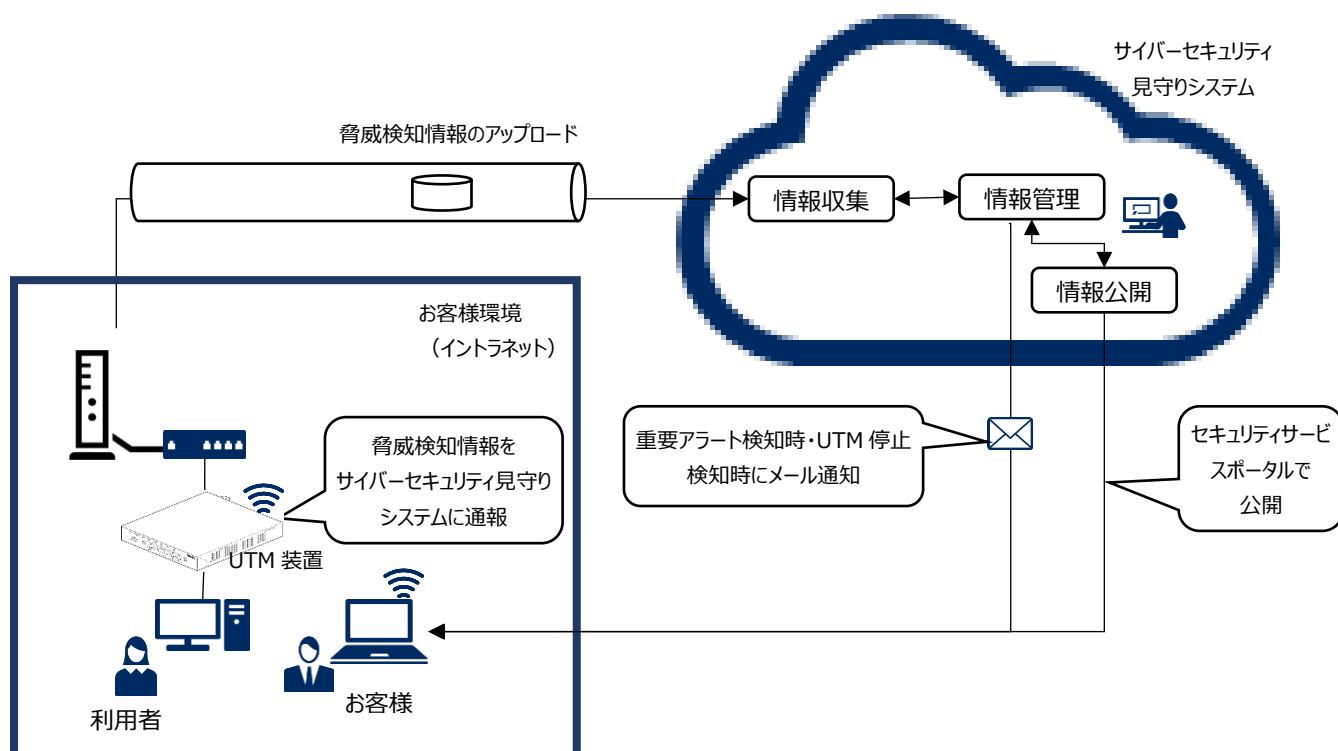 サイバーセキュリティ
見守りシステム
脅威検知情報のアップロード
情報収集
情報管理
情報公開
お客様環境
（イントラネット）
脅威検知情報を
サイバーセキュリティ見守り
システムに通報
UTM 装置
重要アラート検知時・UTM 停止
検知時にメール通知
セキュリティサービ
スポータルで
公開
利用者
お客様